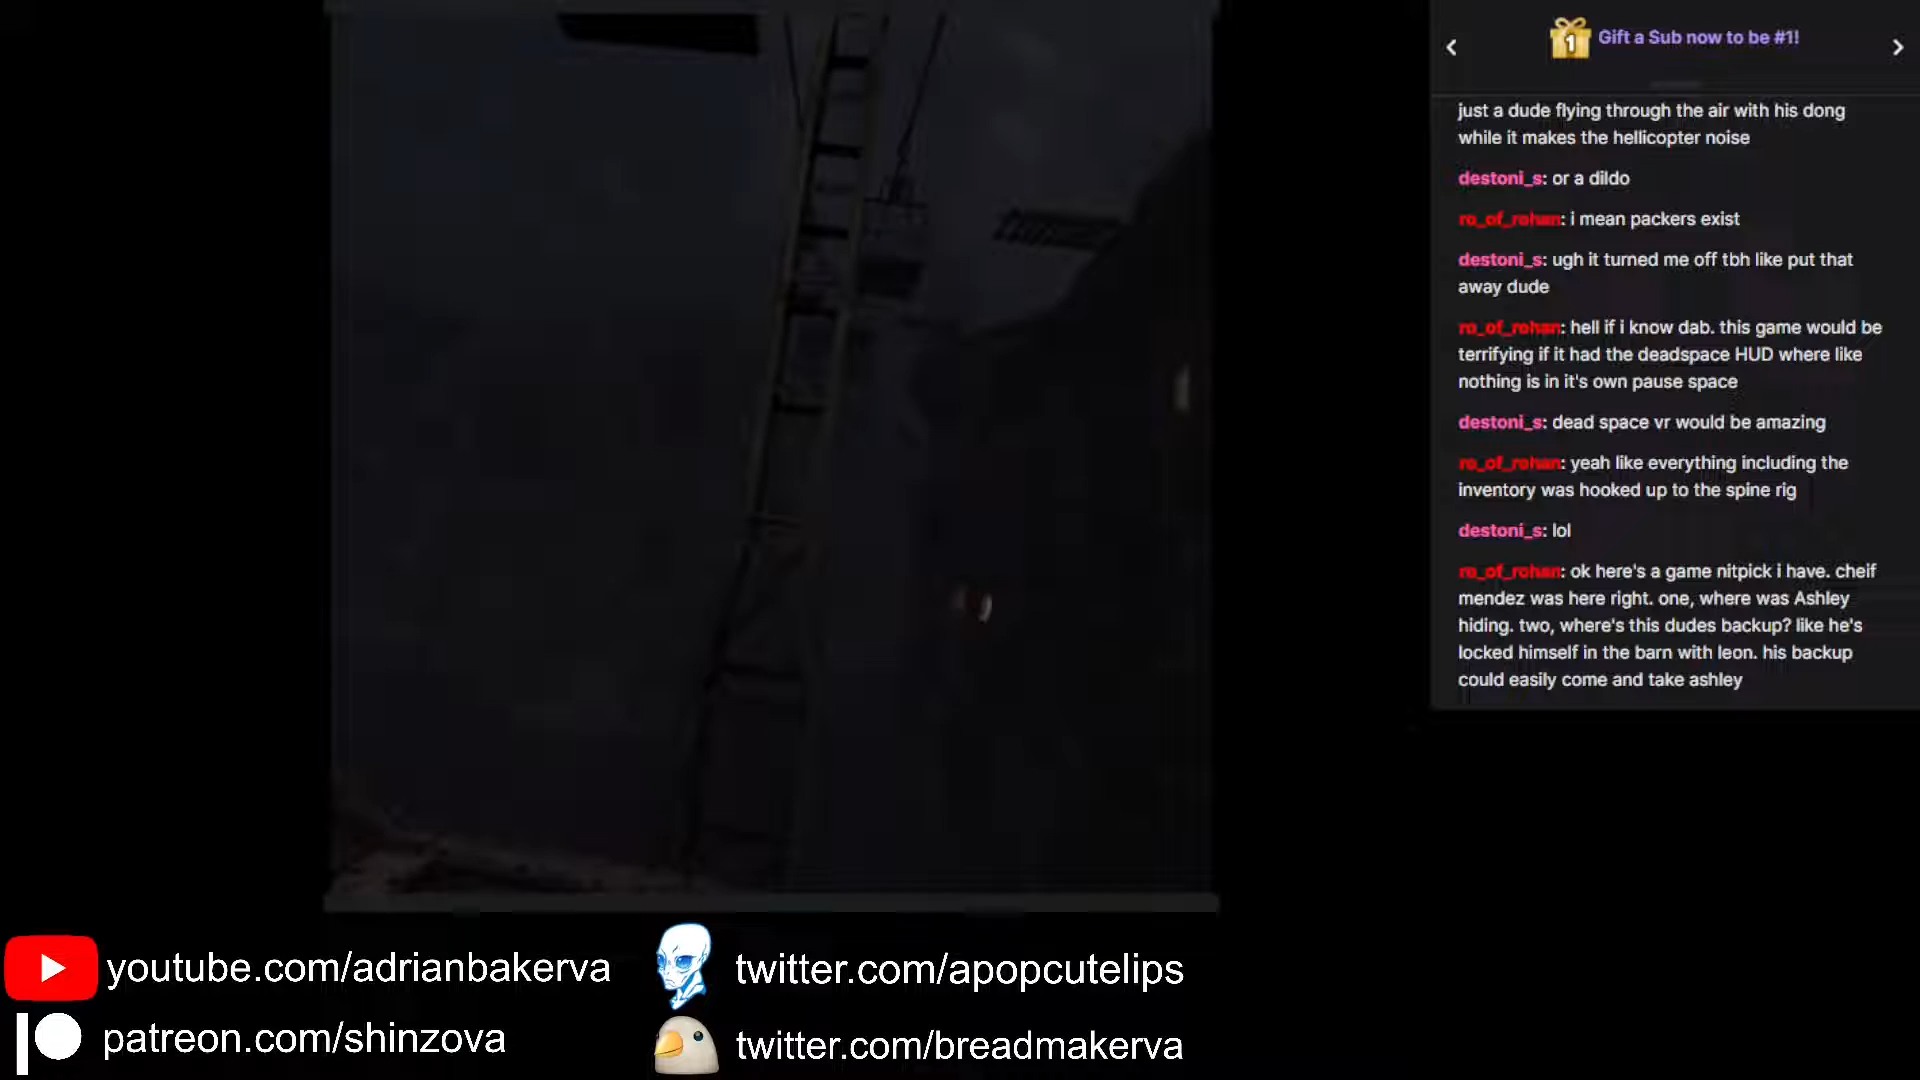 1
Gift a Sub now to be #1!
just a dude flying through the air with his dong
while it makes the hellicopter noise
destoni_s: or a dildo
ro_of_rohan: i mean packers exist
destoni_s: ugh it turned me off tbh like put that
away dude
ro_of_rohan: hell if i know dab. this game would be
terrifying if it had the deadspace HUD where like
nothing is in it's own pause space
destoni_s: dead space vr would be amazing
ro_of_rohan: yeah like everything including the
inventory was hooked up to the spine rig
destoni_s: lol
ro_of_rohan: ok here's a game nitpick i have. cheif
mendez was here right. one, where was Ashley
hiding. two, where's this dudes backup? like he's
locked himself in the barn with leon. his backup
could easily come and take ashley
youtube.com/adrianbakerva
twitter.com/apopcutelips
patreon.com/shinzova
twitter.com/breadmakerva